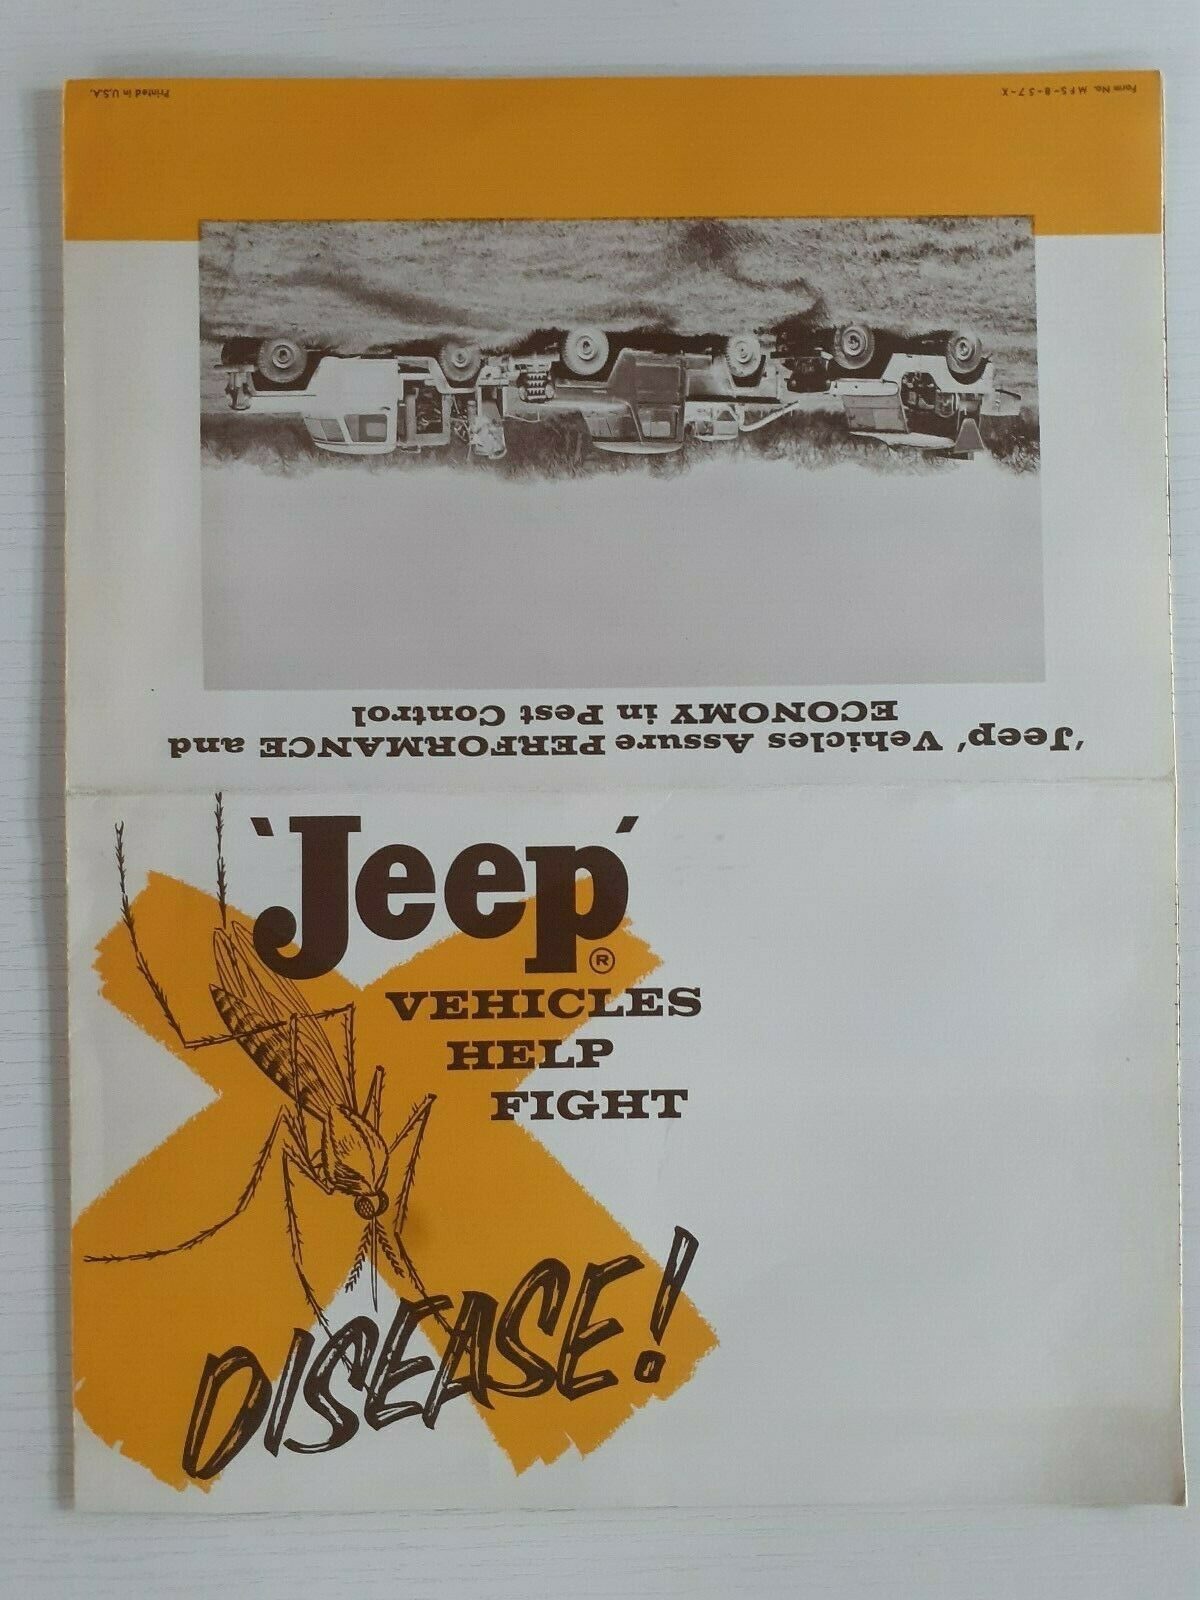 'Jeep'®
VEHICLES
HELP
FIGHT
DISEASE!
'Jeep' Vehicles Assure PERFORMANCE and
ECONOMY in Pest Control
Form No. MFS-8-57-X
Printed in U.S.A.